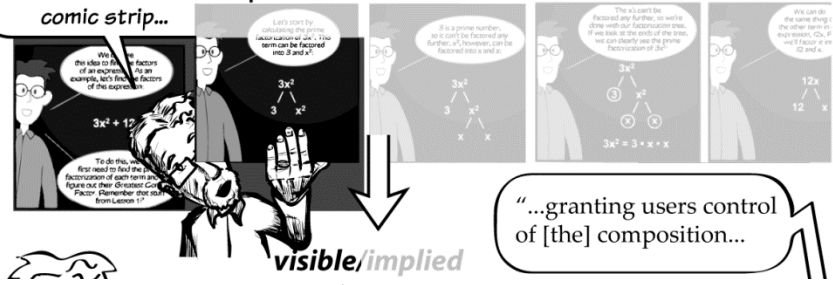 comic strip...
We
this idea to find the factors
of an expression. As an
example, let's find the factors
of this expression.
3x² + 12
To do this, we
first need to find the
factorization of each term and
figure out their Greatest
Factor. Remember that
from Lesson 1?
Let's start by
calculating the prime
factorization of 3x². This
term can be factored
into 3 and x².
3x²
3 x²
3 is a prime number,
so it can't be factored any
further. x², however, can be
factored into x and x.
3x²
3 x²
x x
The x's can't be
factored any further, so we're
done with our factorization tree.
If we look at the ends of the tree,
we can clearly see the prime
factorization of 3x².
3x²
3 x²
x x
3x² = 3 • x • x
We can do
the same thing
the other term in
expression, 12x,
we'll factor it
12 and x.
12x
12
visible/implied
"...granting users control
of [the] composition...